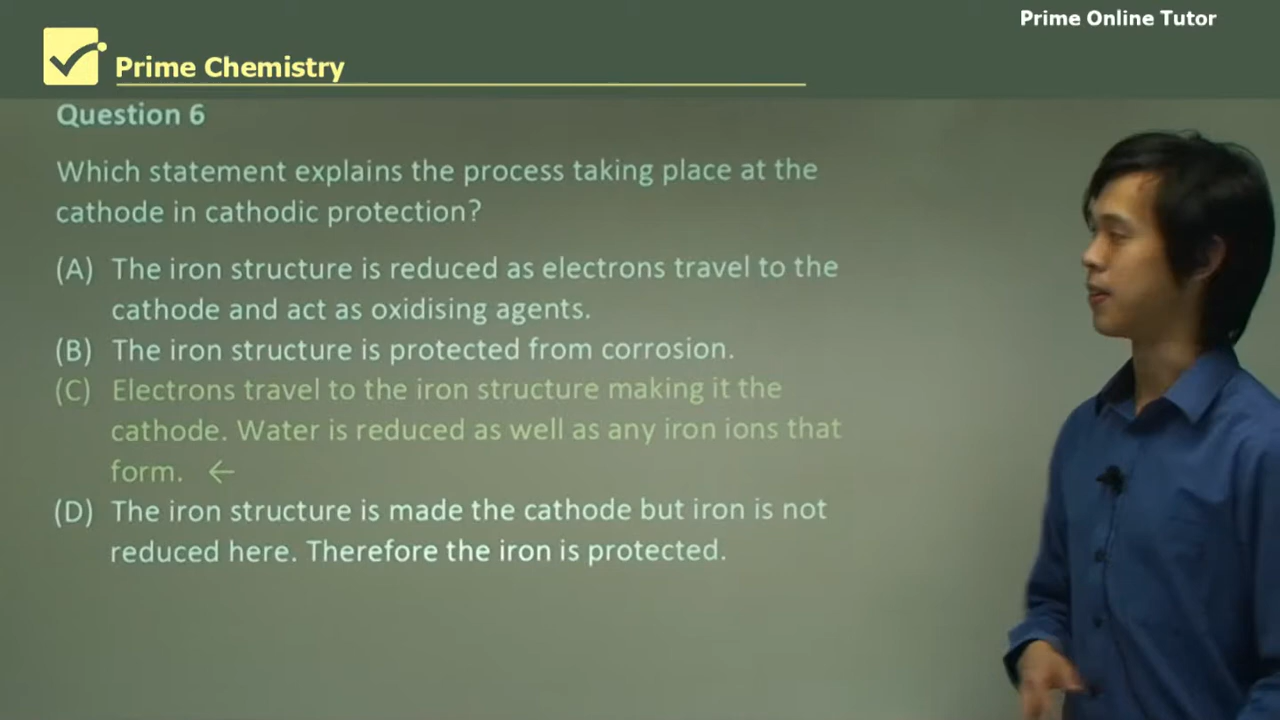 Prime Online Tutor
Prime Chemistry
Question 6
Which statement explains the process taking place at the
cathode in cathodic protection?
(A) The iron structure is reduced as electrons travel to the
cathode and act as oxidising agents.
(B) The iron structure is protected from corrosion.
(C) Electrons travel to the iron structure making it the
cathode. Water is reduced as well as any iron ions that
form. ←
(D) The iron structure is made the cathode but iron is not
reduced here. Therefore the iron is protected.